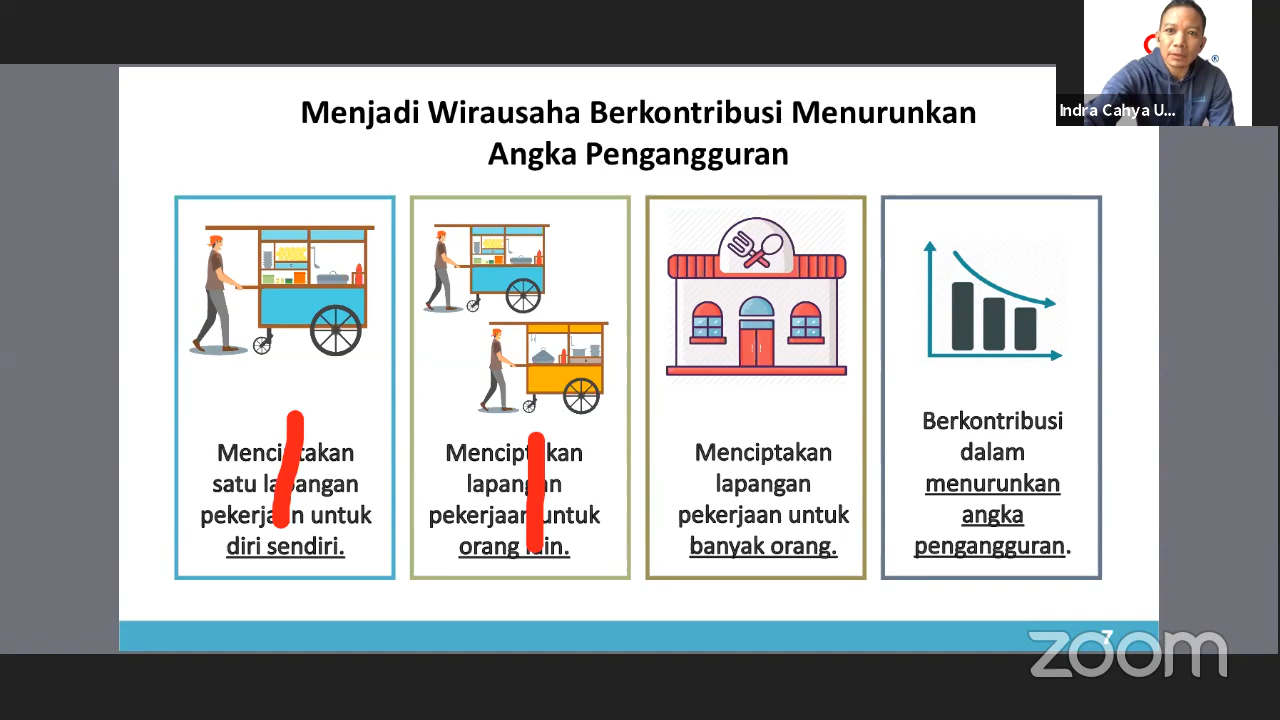 Indra Cahya U...
Menjadi Wirausaha Berkontribusi Menurunkan
Angka Pengangguran
Menciptakan
satu lapangan
pekerjaan untuk
diri sendiri.
Menciptakan
lapangan
pekerjaan untuk
orang lain.
Menciptakan
lapangan
pekerjaan untuk
banyak orang.
Berkontribusi
dalam
menurunkan
angka
pengangguran.
7
zoom